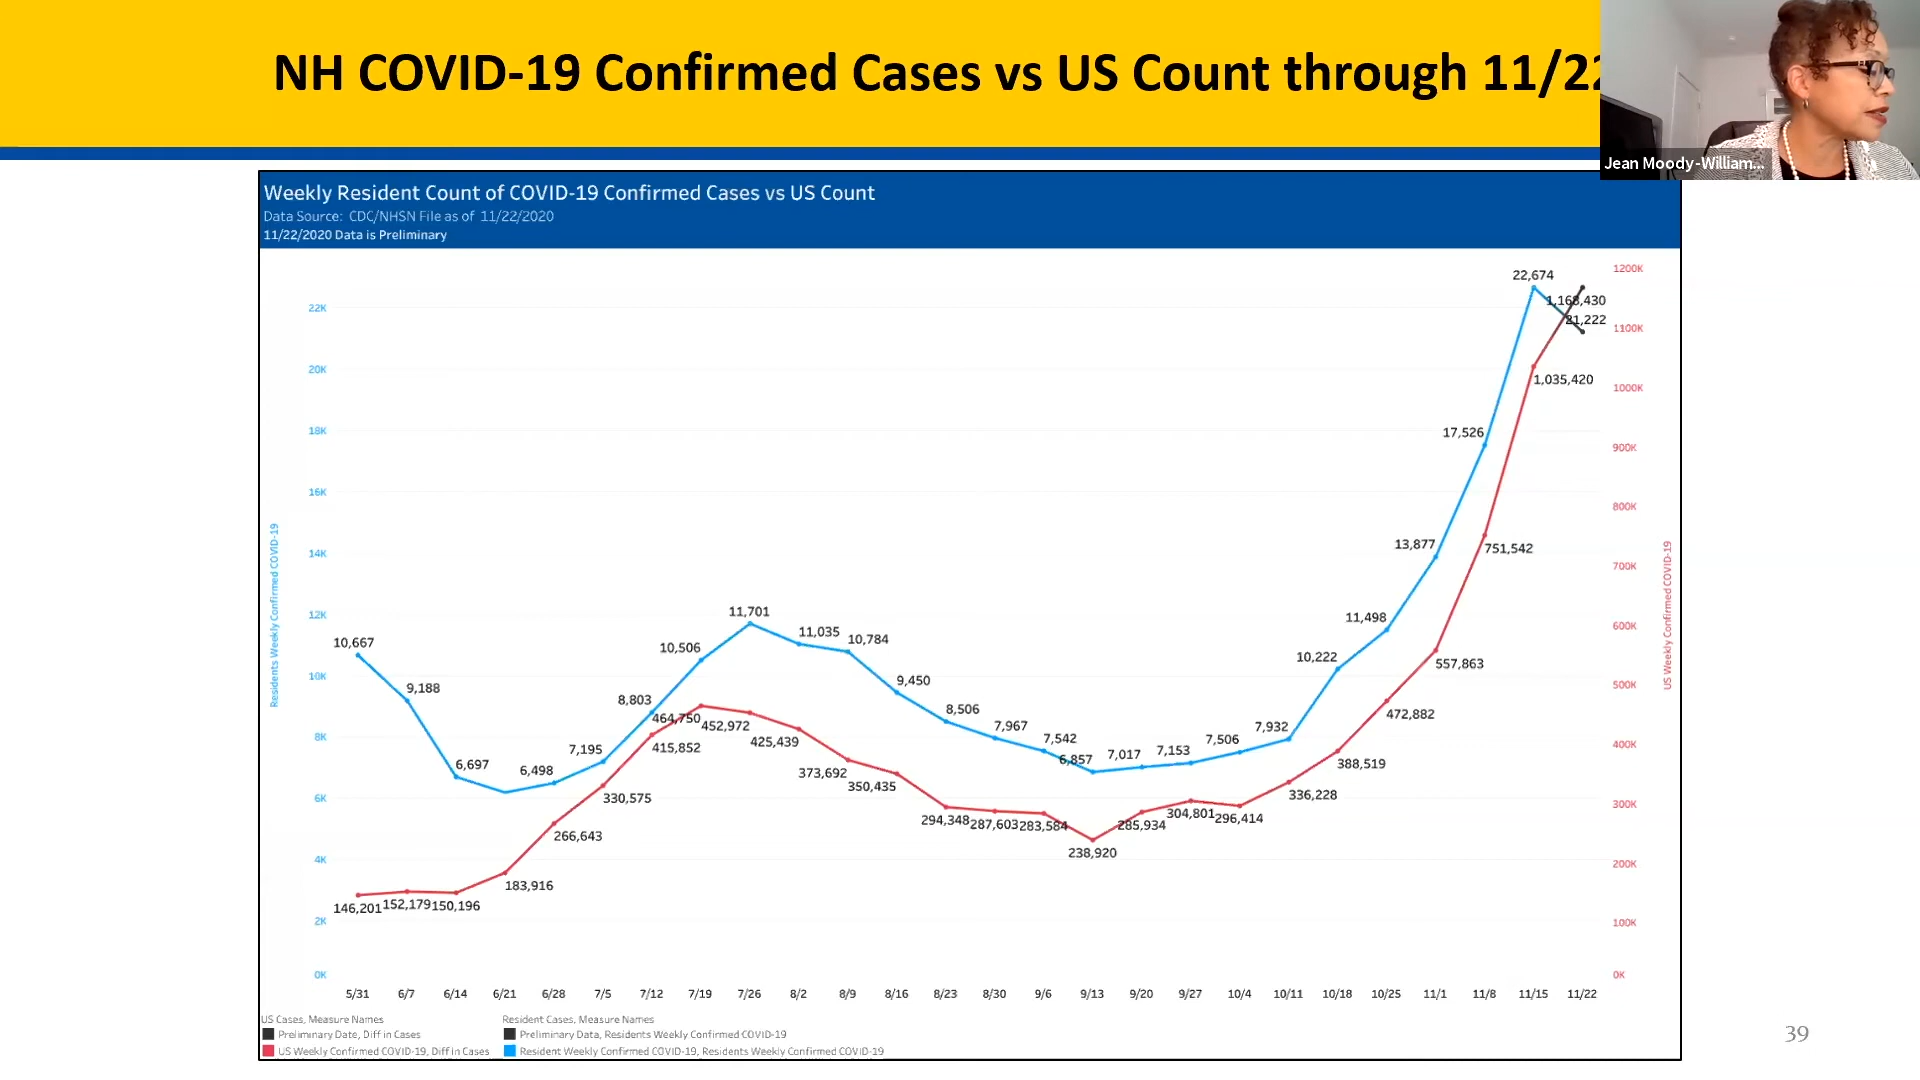 NH COVID-19 Confirmed Cases vs US Count through 11/22
Jean Moody-William...
Weekly Resident Count of COVID-19 Confirmed Cases vs US Count
Data Source: CDC/NHSN File as of 11/22/2020
11/22/2020 Data is Preliminary
22K
20K
18K
16K
14K
12K
10K
8K
6K
4K
2K
0K
Residents Weekly Confirmed COVID-19
10,667
9,188
6,697
6,498
7,195
8,803
10,506
11,701
11,035
10,784
9,450
8,506
7,967
7,542
6,857
7,017
7,153
7,506
7,932
10,222
11,498
13,877
17,526
22,674
21,222
146,201
152,179
150,196
183,916
266,643
330,575
415,852
464,750
452,972
425,439
373,692
350,435
294,348
287,603
283,584
238,920
285,934
304,801
296,414
336,228
388,519
472,882
557,863
751,542
1,035,420
1,168,430
1200K
1100K
1000K
900K
800K
700K
600K
500K
400K
300K
200K
100K
0K
US Weekly Confirmed COVID-19
5/31 6/7 6/14 6/21 6/28 7/5 7/12 7/19 7/26 8/2 8/9 8/16 8/23 8/30 9/6 9/13 9/20 9/27 10/4 10/11 10/18 10/25 11/1 11/8 11/15 11/22
US Cases, Measure Names
Preliminary Date, Diff in Cases
US Weekly Confirmed COVID-19, Diff in Cases
Resident Cases, Measure Names
Preliminary Data, Residents Weekly Confirmed COVID-19
Resident Weekly Confirmed COVID-19, Residents Weekly Confirmed COVID-19
39